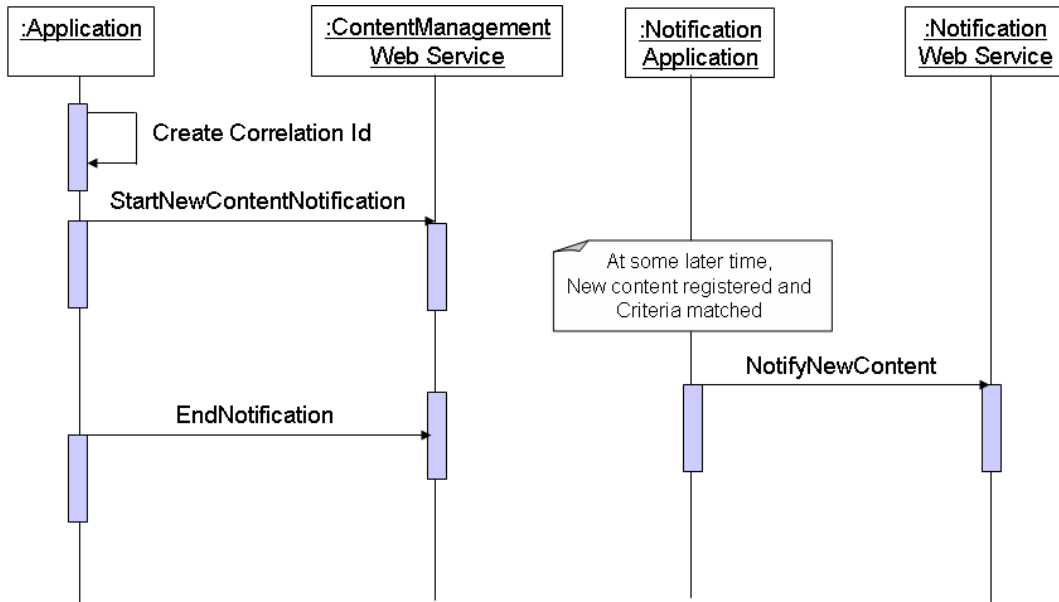 :Application
:ContentManagement
Web Service
:Notification
Application
:Notification
Web Service
Create Correlation Id
StartNewContentNotification
At some later time,
New content registered and
Criteria matched
NotifyNewContent
EndNotification